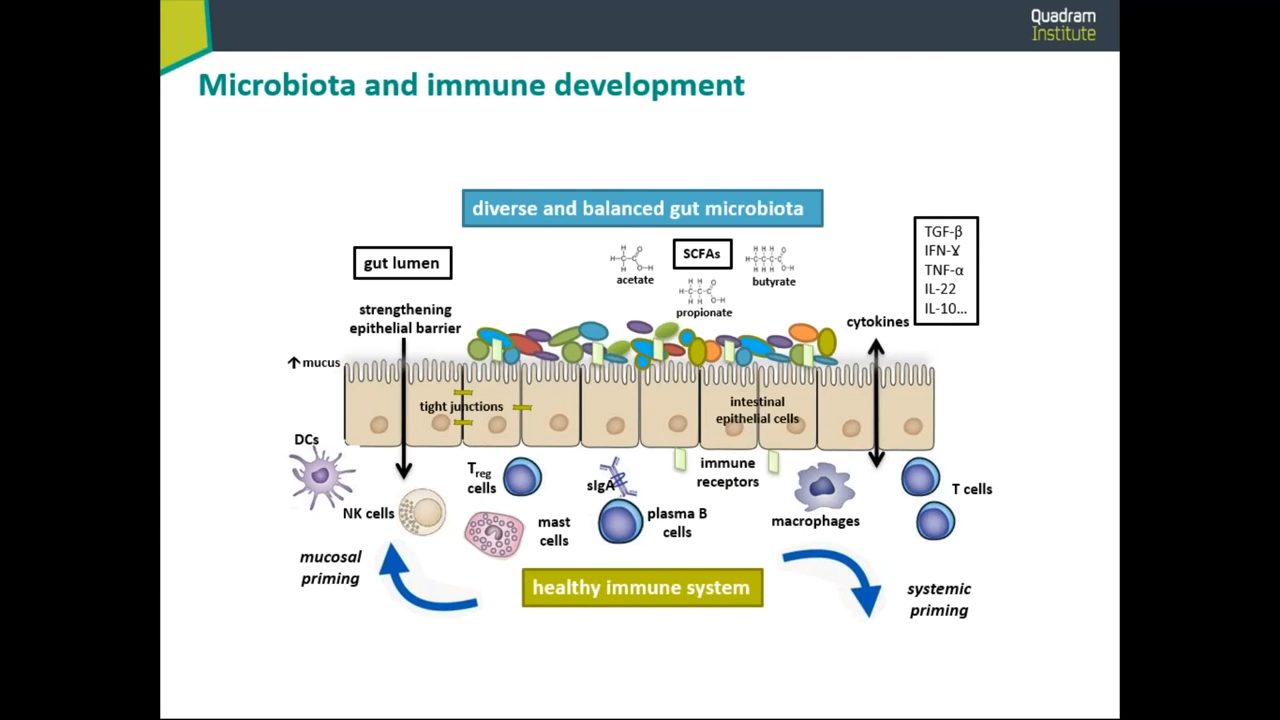 Quadram
Institute
Microbiota and immune development
diverse and balanced gut microbiota
gut lumen
SCFAs
acetate
butyrate
propionate
TGF-β
IFN-Ɣ
TNF-α
IL-22
IL-10...
strengthening
epithelial barrier
cytokines
↑ mucus
tight junctions
intestinal
epithelial cells
DCs
Treg
cells
sIgA
immune
receptors
T cells
NK cells
mast
cells
plasma B
cells
macrophages
mucosal
priming
healthy immune system
systemic
priming